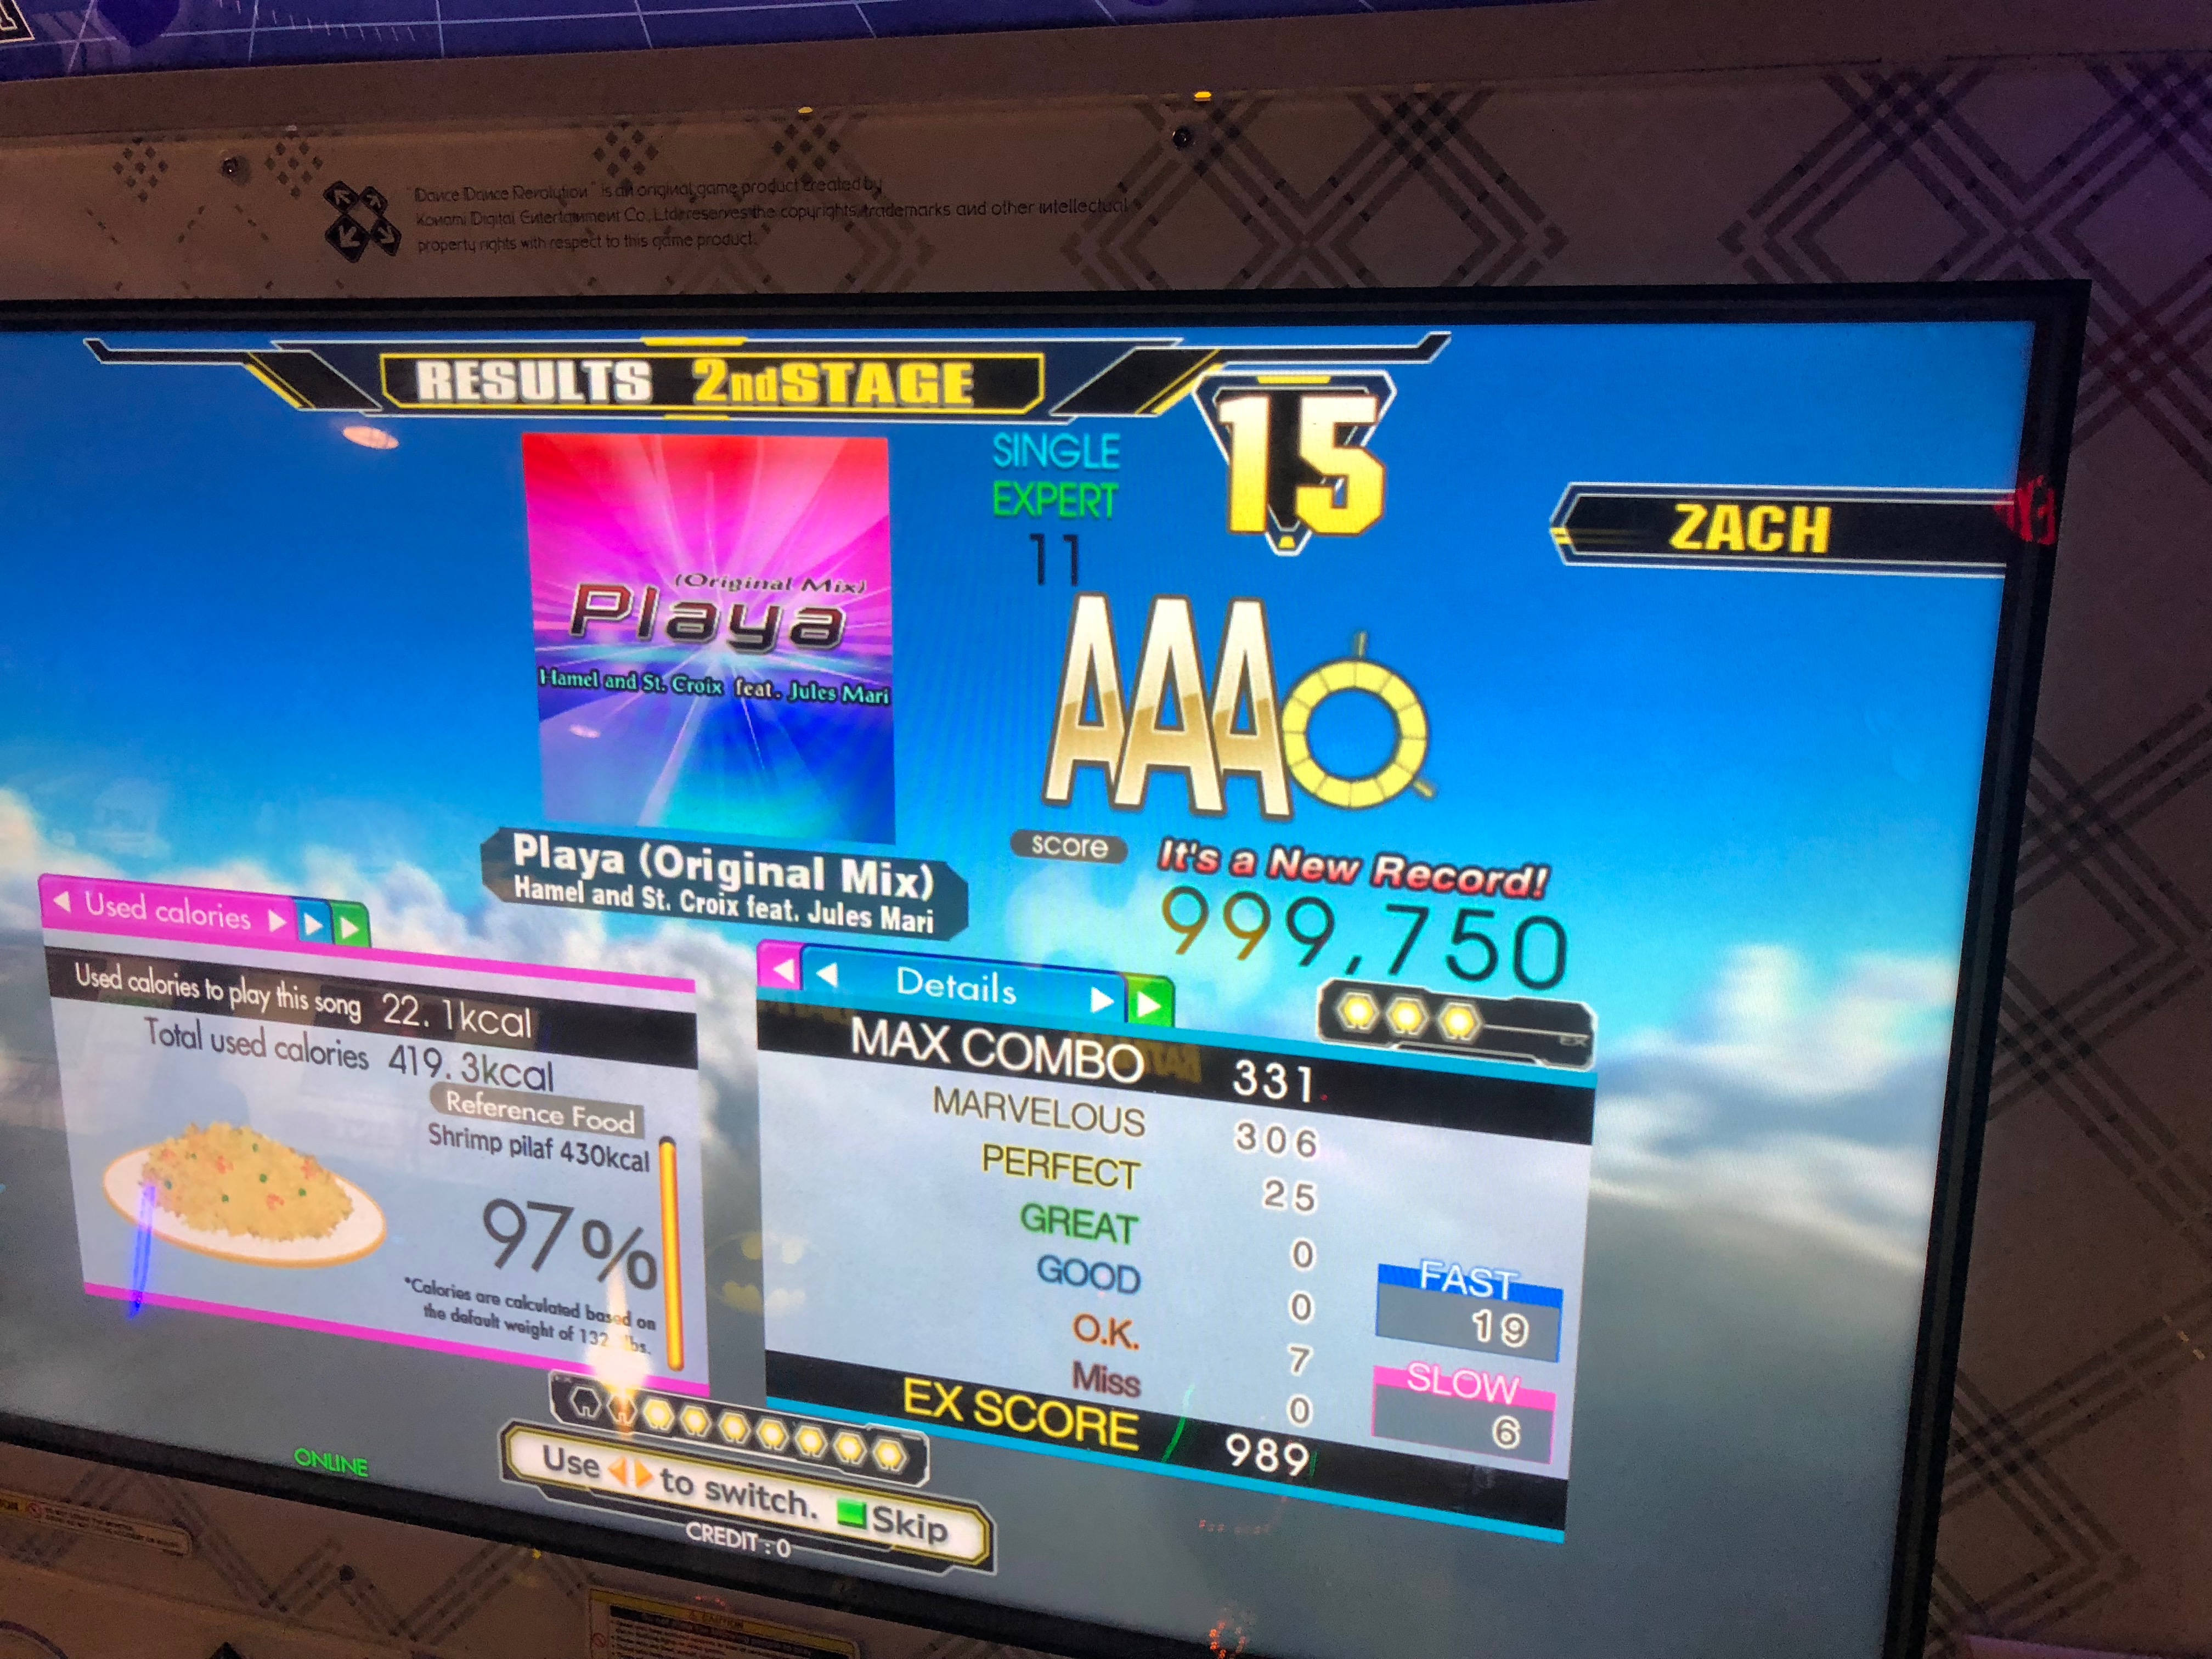 "Dance Dance Revolution" is an original game product created by
Konami Digital Entertainment Co., Ltd. reserves the copyrights, trademarks and other intellectual
property rights with respect to this game product.
RESULTS 2ndSTAGE
15
SINGLE
EXPERT
11
ZACH
(Original Mix)
Playa
Hamel and St. Croix feat. Jules Mari
AAA
Playa (Original Mix)
Hamel and St. Croix feat. Jules Mari
score
It's a New Record!
999,750
EX
Used calories
Used calories to play this song 22.1kcal
Total used calories 419.3kcal
Reference Food
Shrimp pilaf 430kcal
97%
*Calories are calculated based on
the default weight of 132 lbs.
Details
MAX COMBO 331
MARVELOUS 306
PERFECT 25
GREAT 0
GOOD 0
O.K. 7
Miss 0
EX SCORE 989
FAST
19
SLOW
6
Use to switch. Skip
CREDIT : 0
ONLINE
CAUTION